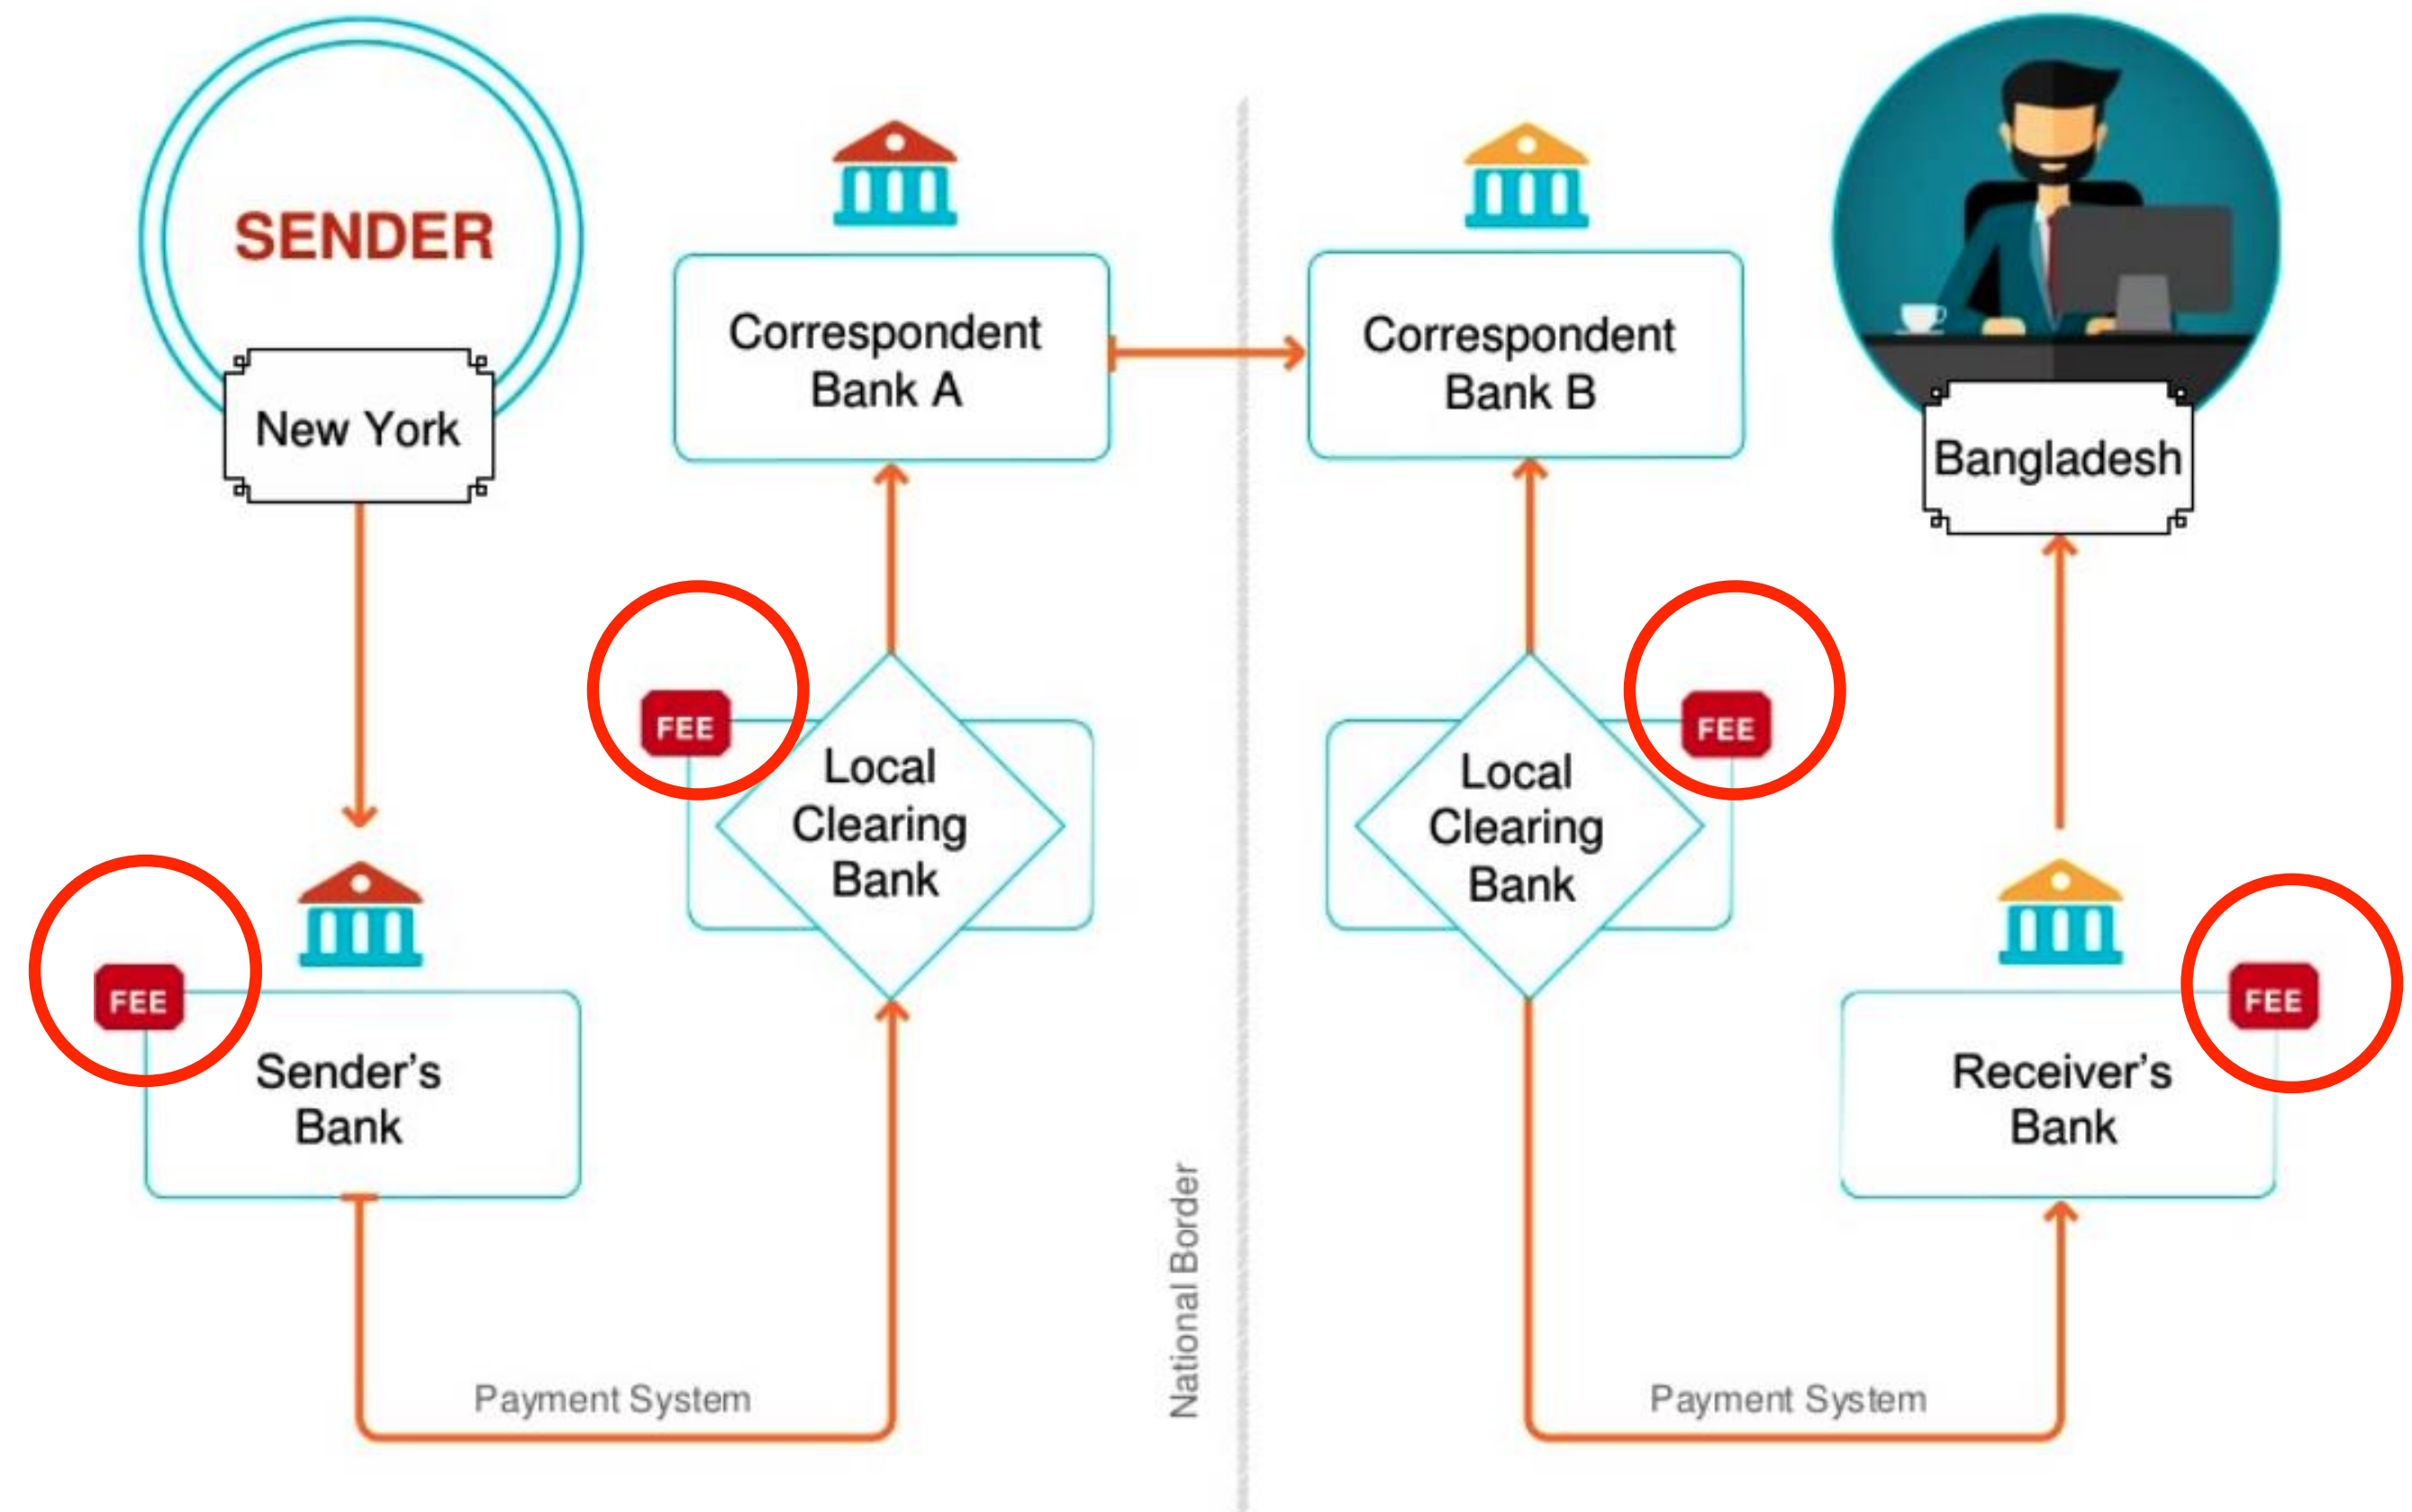 SENDER
New York
Correspondent
Bank A
Correspondent
Bank B
Bangladesh
FEE
Local
Clearing
Bank
FEE
Local
Clearing
Bank
FEE
Sender’s
Bank
FEE
Receiver’s
Bank
Payment System
National Border
Payment System